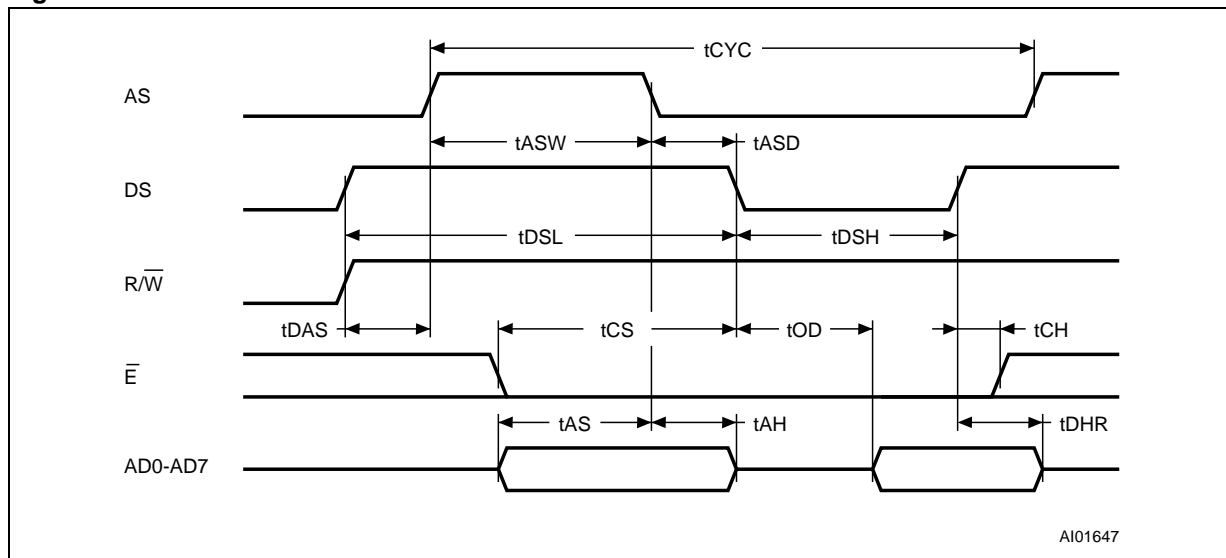 tCYC
AS
tASW tASD
DS
tDSL tDSH
R/W̅
tDAS tCS tOD tCH
E̅
tAS tAH tDHR
AD0-AD7
AI01647